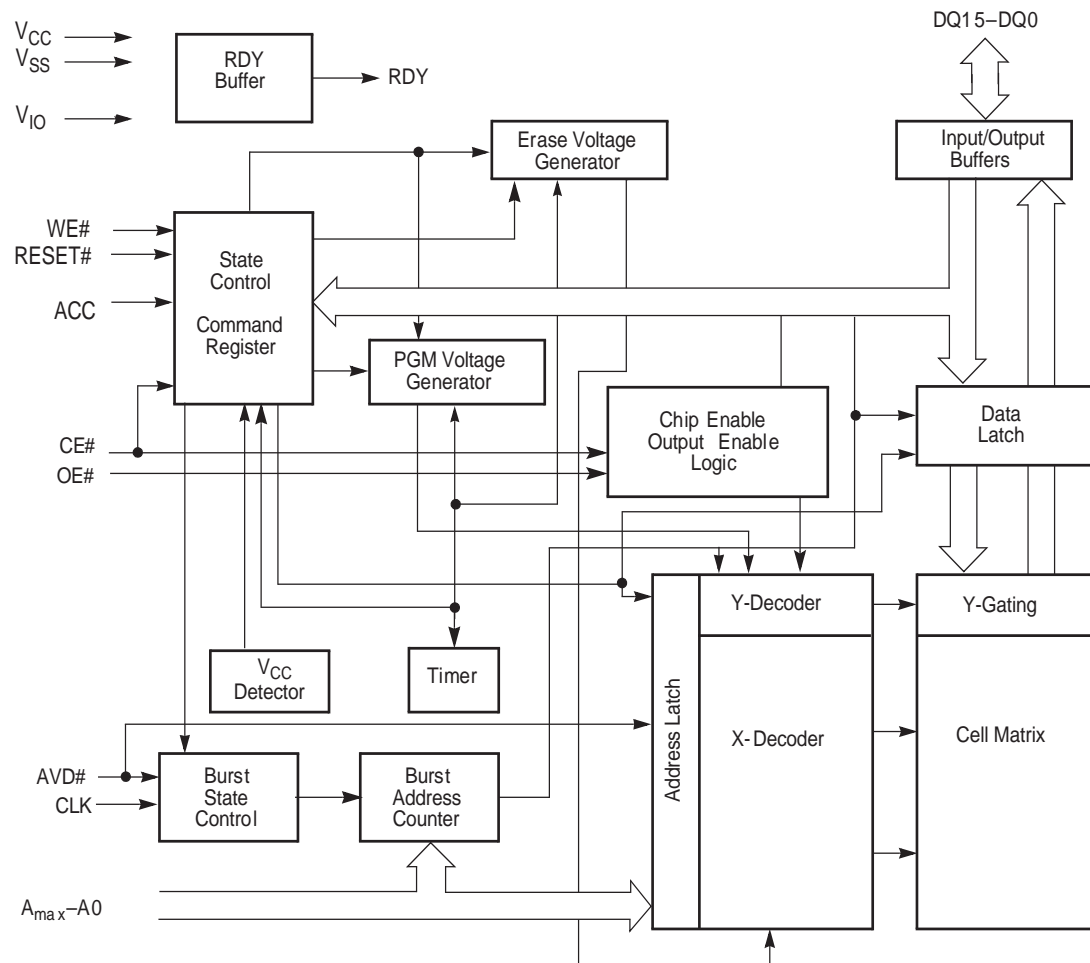 VCC
VSS
VIO
RDY
Buffer
RDY
DQ15–DQ0
Erase Voltage
Generator
Input/Output
Buffers
WE#
RESET#
ACC
State
Control
Command
Register
PGM Voltage
Generator
CE#
OE#
Chip Enable
Output Enable
Logic
Data
Latch
Y-Decoder
Y-Gating
VCC
Detector
Timer
Address Latch
X-Decoder
Cell Matrix
AVD#
CLK
Burst
State
Control
Burst
Address
Counter
Amax–A0